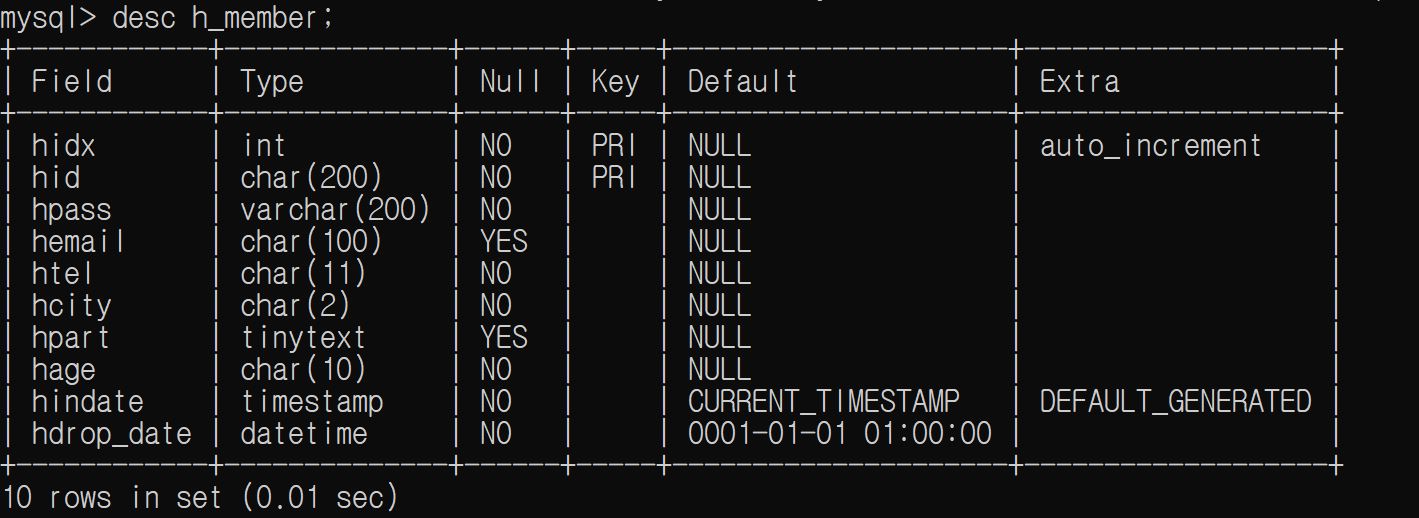 mysql> desc h_member;
+------------+--------------+------+-----+---------------------+-------------------+
| Field      | Type         | Null | Key | Default             | Extra             |
+------------+--------------+------+-----+---------------------+-------------------+
| hidx       | int          | NO   | PRI | NULL                | auto_increment    |
| hid        | char(200)    | NO   | PRI | NULL                |                   |
| hpass      | varchar(200) | NO   |     | NULL                |                   |
| hemail     | char(100)    | YES  |     | NULL                |                   |
| htel       | char(11)     | NO   |     | NULL                |                   |
| hcity      | char(2)      | NO   |     | NULL                |                   |
| hpart      | tinytext     | YES  |     | NULL                |                   |
| hage       | char(10)     | NO   |     | NULL                |                   |
| hindate    | timestamp    | NO   |     | CURRENT_TIMESTAMP   | DEFAULT_GENERATED |
| hdrop_date | datetime     | NO   |     | 0001-01-01 01:00:00 |                   |
+------------+--------------+------+-----+---------------------+-------------------+
10 rows in set (0.01 sec)